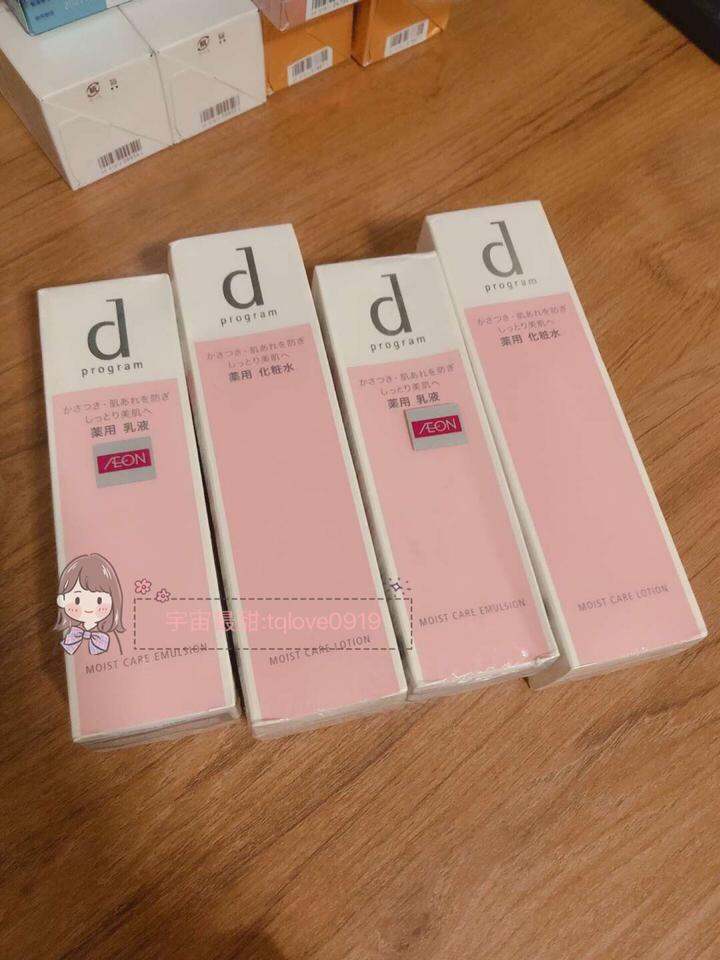 d
program
かさつき・肌あれを防ぎ
しっとり美肌へ
薬用 乳液
ÆON
MOIST CARE EMULSION
d
program
かさつき・肌あれを防ぎ
しっとり美肌へ
薬用 化粧水
MOIST CARE LOTION
d
program
かさつき・肌あれを防ぎ
しっとり美肌へ
薬用 乳液
ÆON
MOIST CARE EMULSION
d
program
かさつき・肌あれを防ぎ
しっとり美肌へ
薬用 化粧水
MOIST CARE LOTION
宇宙最甜:tqlove0919